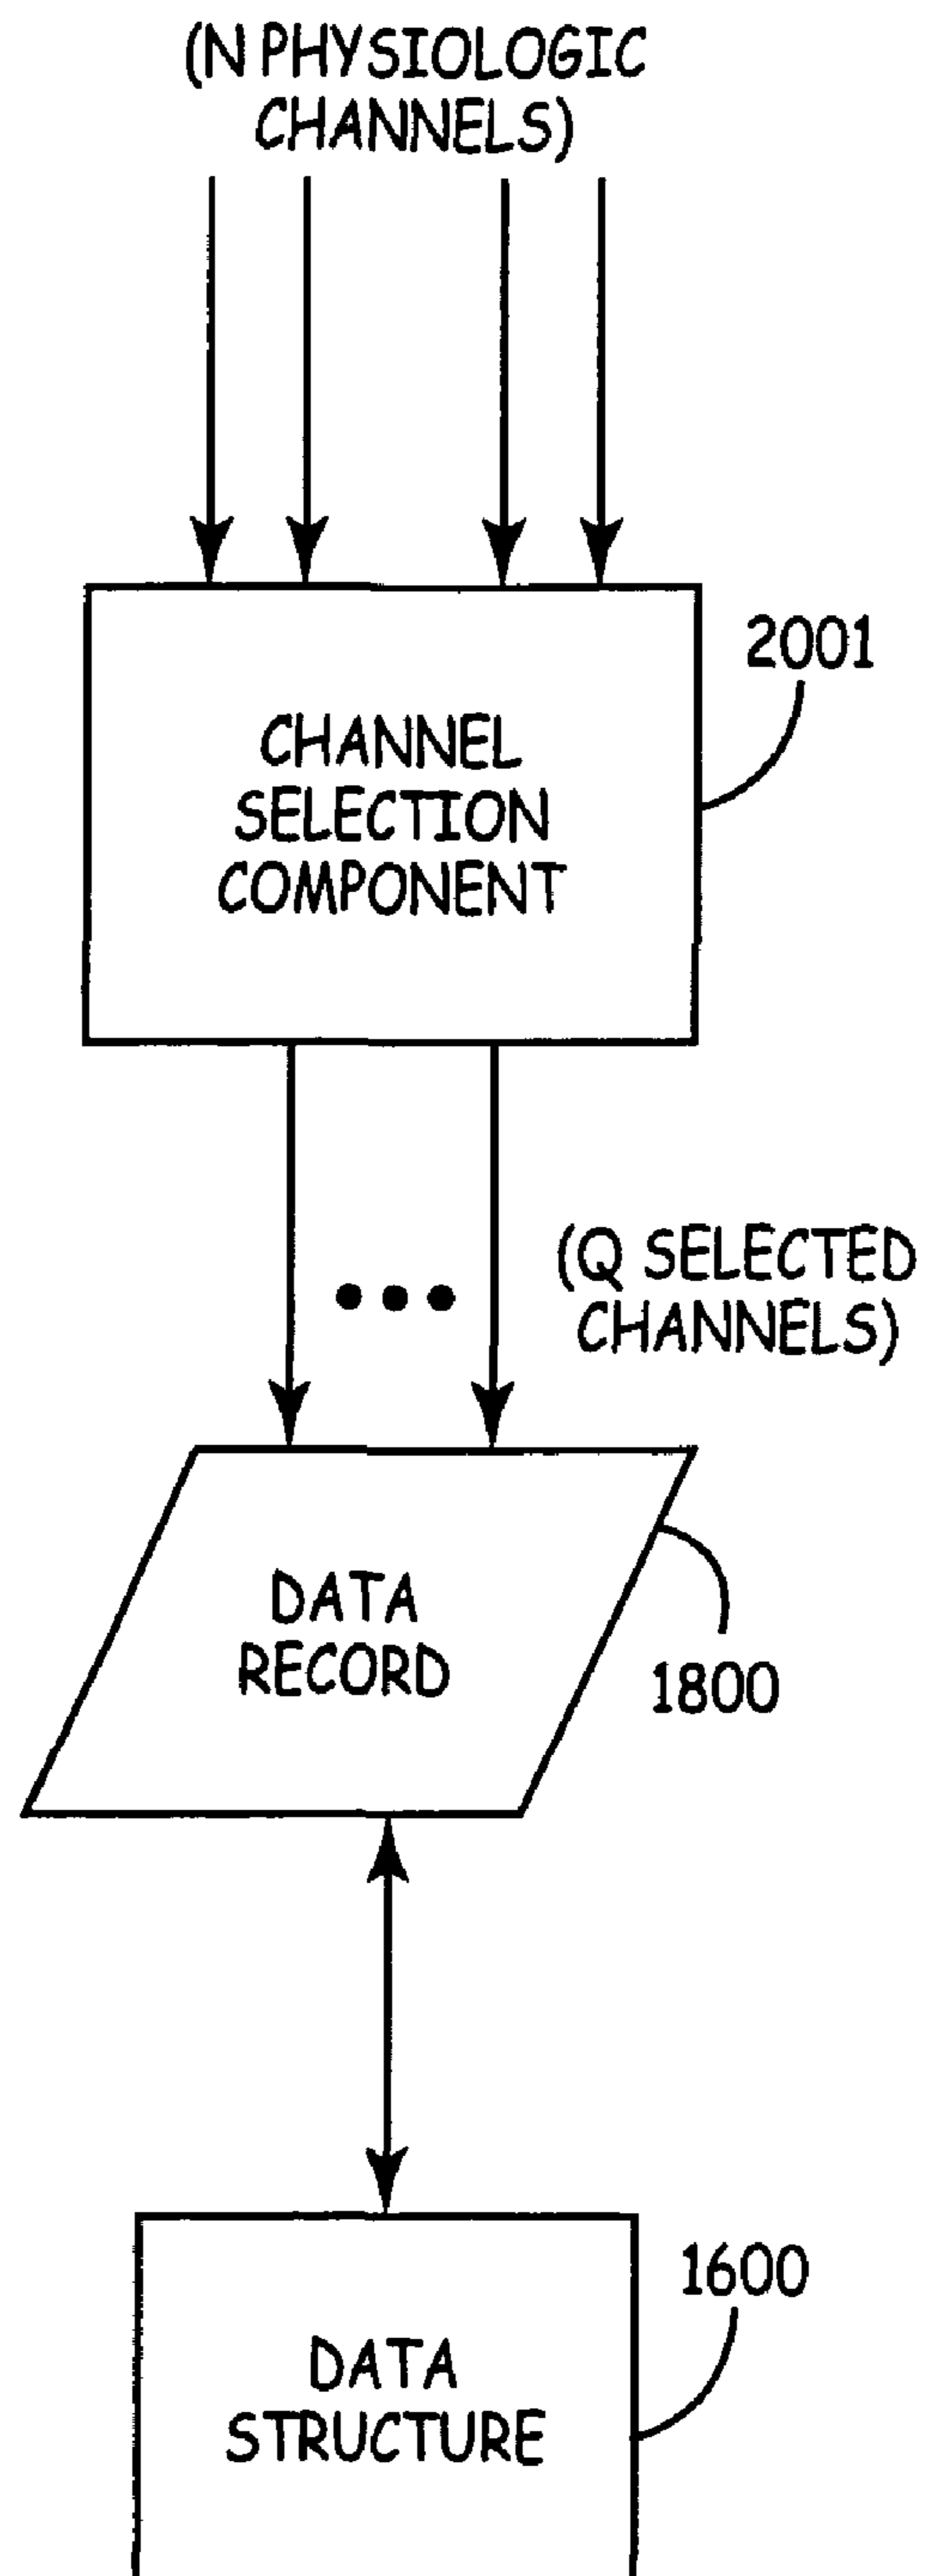 (N PHYSIOLOGIC
CHANNELS)
2001
CHANNEL
SELECTION
COMPONENT
(Q SELECTED
CHANNELS)
DATA
RECORD
1800
1600
DATA
STRUCTURE